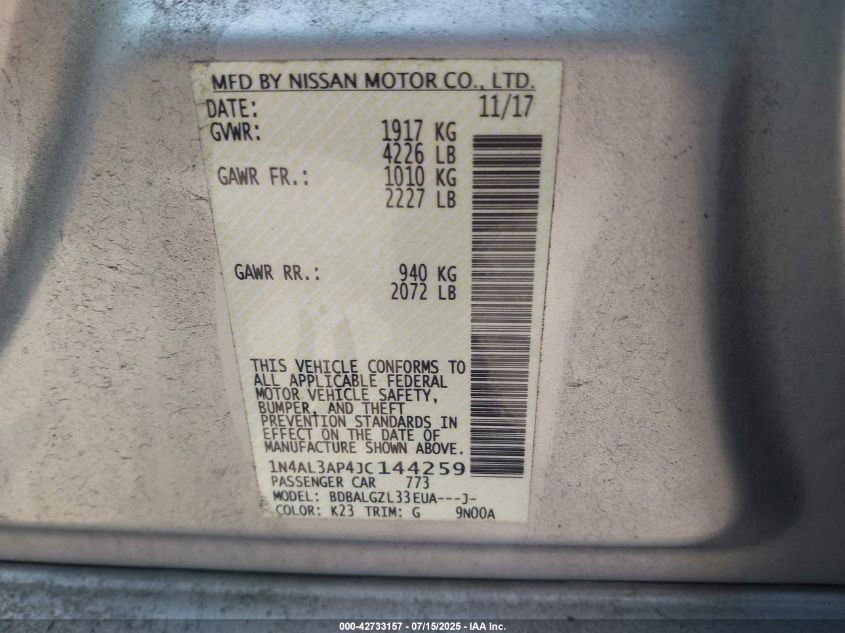 MFD BY NISSAN MOTOR CO., LTD.
DATE: 11/17
GVWR: 1917 KG
4226 LB
GAWR FR.: 1010 KG
2227 LB
GAWR RR.: 940 KG
2072 LB
THIS VEHICLE CONFORMS TO
ALL APPLICABLE FEDERAL
MOTOR VEHICLE SAFETY,
BUMPER, AND THEFT
PREVENTION STANDARDS IN
EFFECT ON THE DATE OF
MANUFACTURE SHOWN ABOVE.
1N4AL3AP4JC144259
PASSENGER CAR 773
MODEL: BDBALGZL33EUA---J-
COLOR: K23 TRIM: G 9N00A
000-42733157 - 07/15/2025 - IAA Inc.